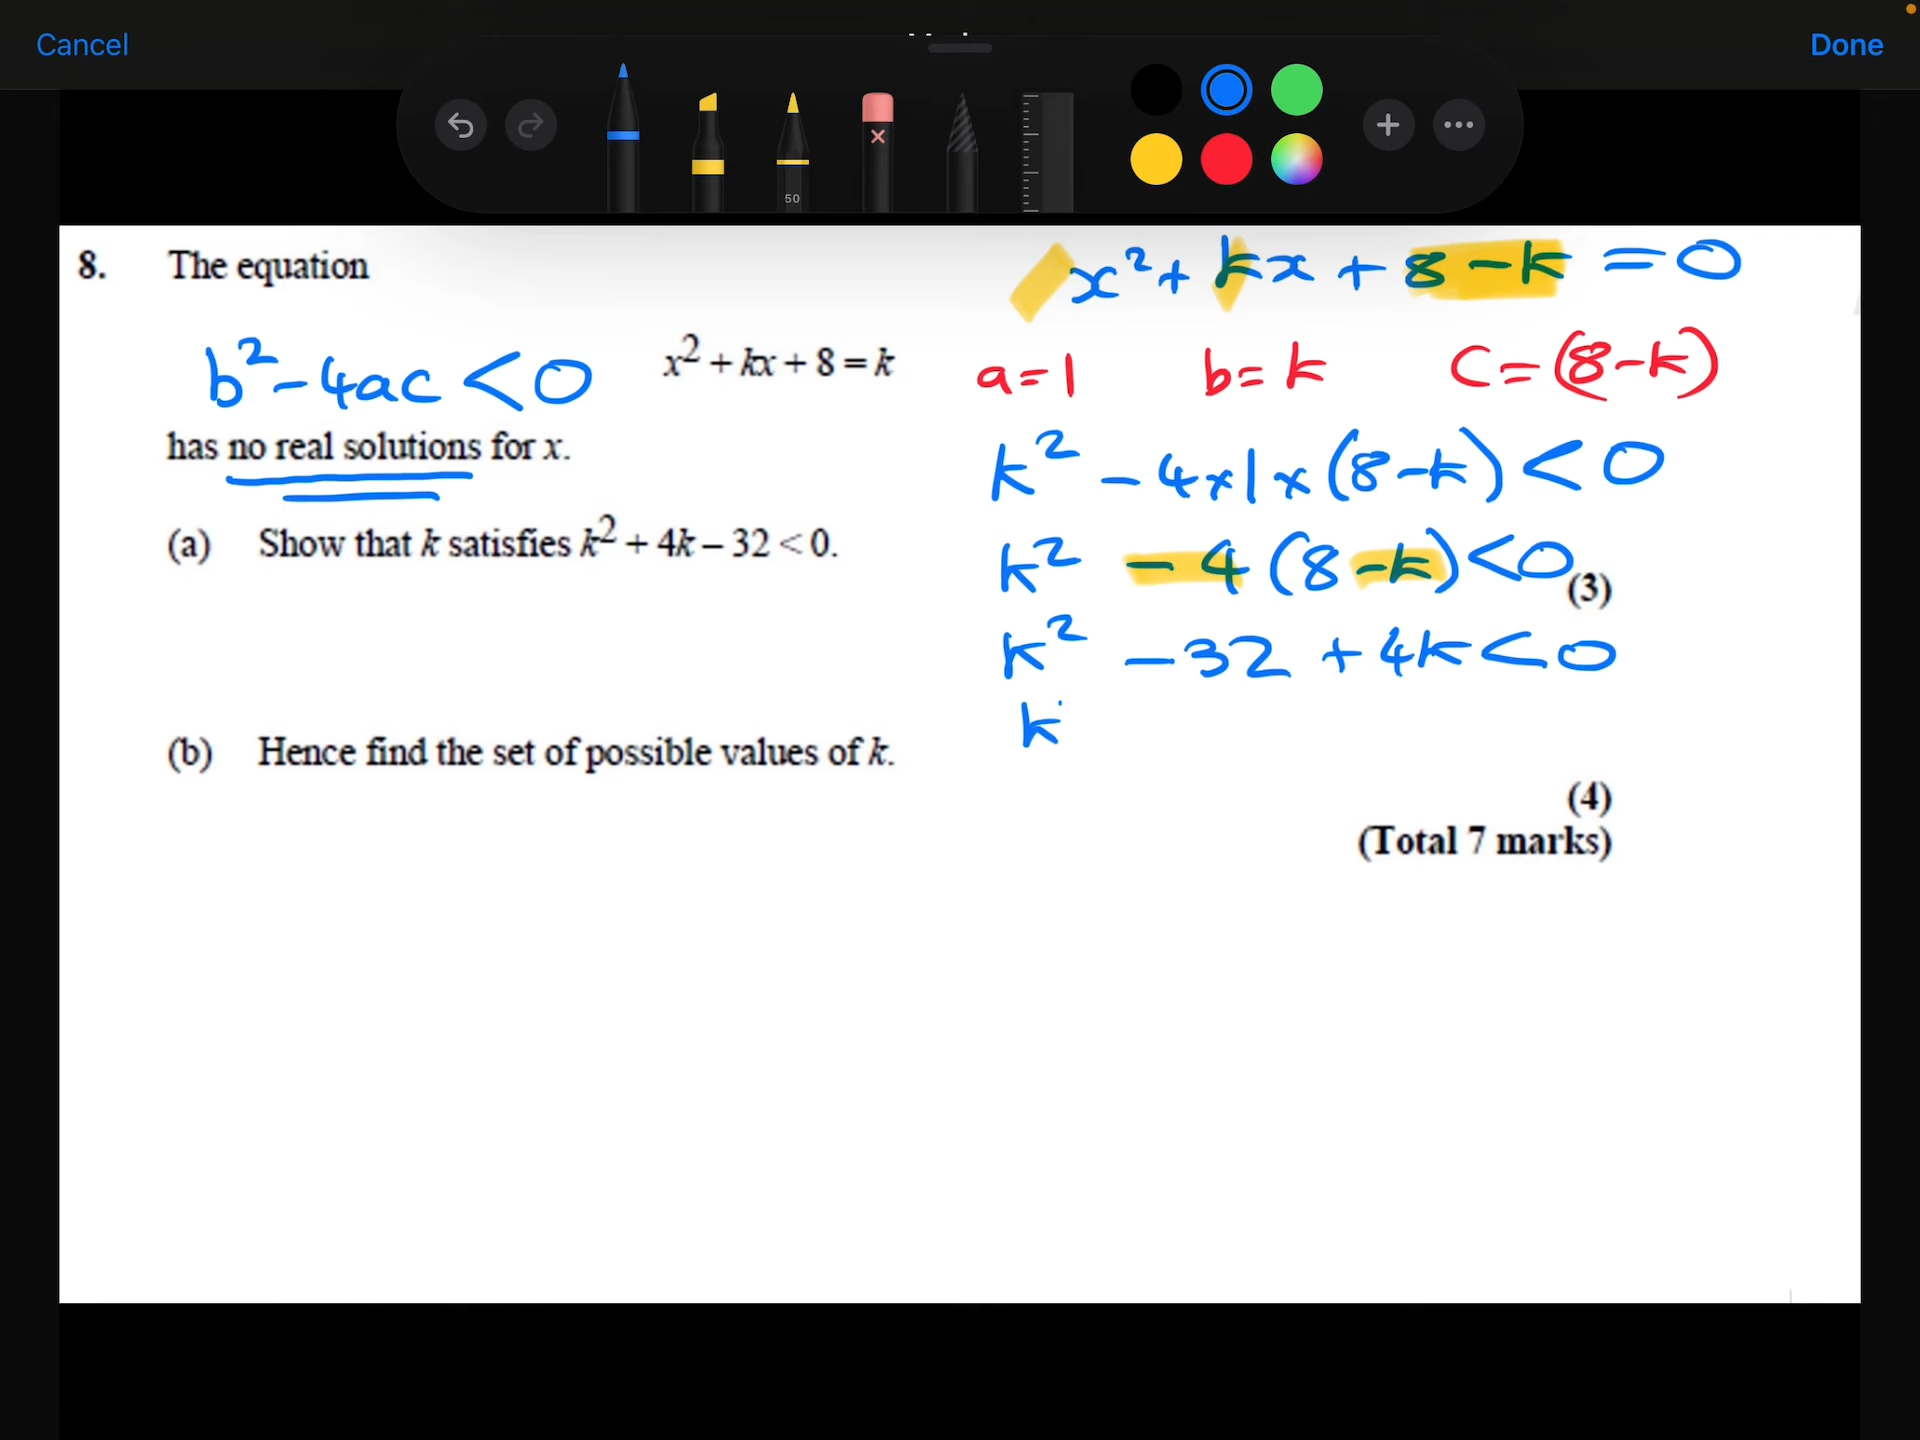 Cancel
Done
50
8. The equation
x² + kx + 8 – k = 0
b² – 4ac < 0
x² + kx + 8 = k
a = 1 b = k c = (8 – k)
has no real solutions for x.
k² – 4 × 1 × (8 – k) < 0
(a) Show that k satisfies k² + 4k – 32 < 0.
k² – 4 (8 – k) < 0
(3)
k² – 32 + 4k < 0
k
(b) Hence find the set of possible values of k.
(4)
(Total 7 marks)